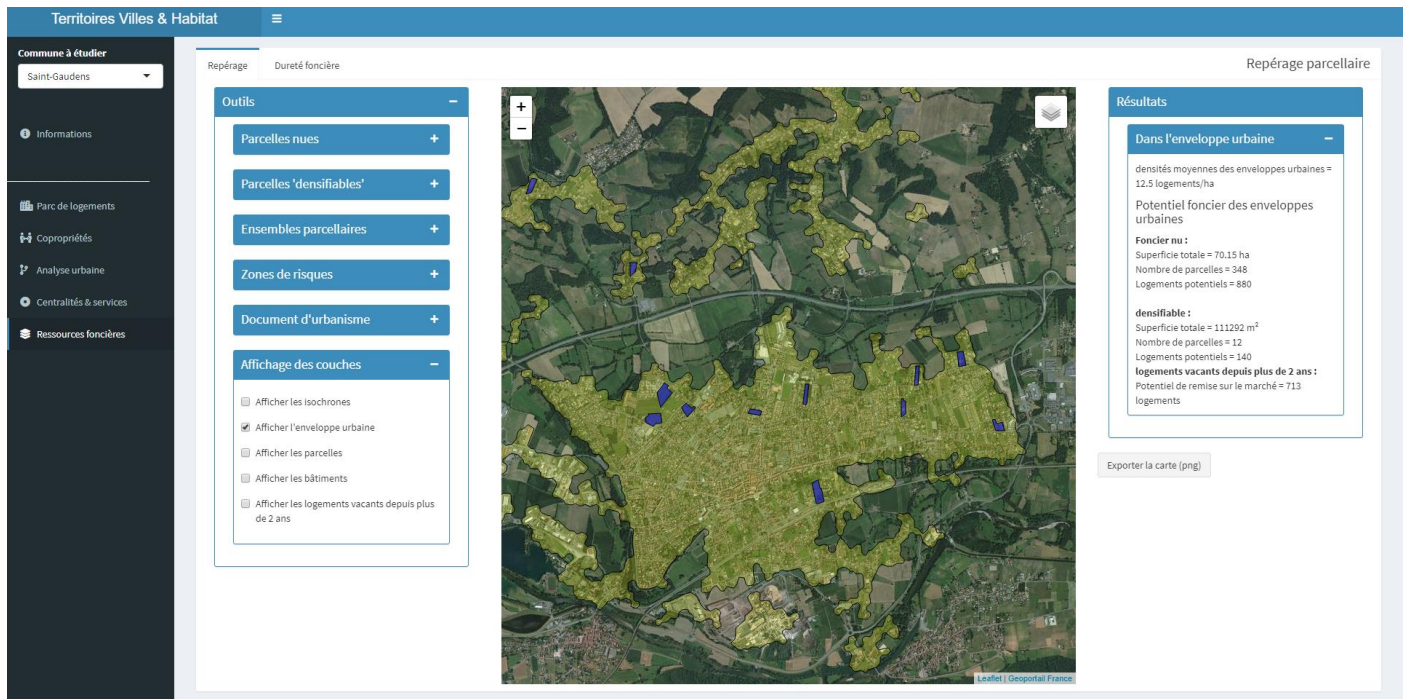 Territoires Villes & Habitat
Commune à étudier
Saint-Gaudens
Informations
Parc de logements
Copropriétés
Analyse urbaine
Centralités & services
Ressources foncières
Repérage
Dureté foncière
Repérage parcellaire
Outils
Parcelles nues
Parcelles 'densifiables'
Ensembles parcellaires
Zones de risques
Document d'urbanisme
Affichage des couches
Afficher les isochrones
Afficher l'enveloppe urbaine
Afficher les parcelles
Afficher les bâtiments
Afficher les logements vacants depuis plus
de 2 ans
+
−
Leaflet | Geoportail France
Résultats
Dans l'enveloppe urbaine
densités moyennes des enveloppes urbaines =
12.5 logements/ha
Potentiel foncier des enveloppes
urbaines
Foncier nu :
Superficie totale = 70.15 ha
Nombre de parcelles = 348
Logements potentiels = 880
densifiable :
Superficie totale = 111292 m²
Nombre de parcelles = 12
Logements potentiels = 140
logements vacants depuis plus de 2 ans :
Potentiel de remise sur le marché = 713
logements
Exporter la carte (png)